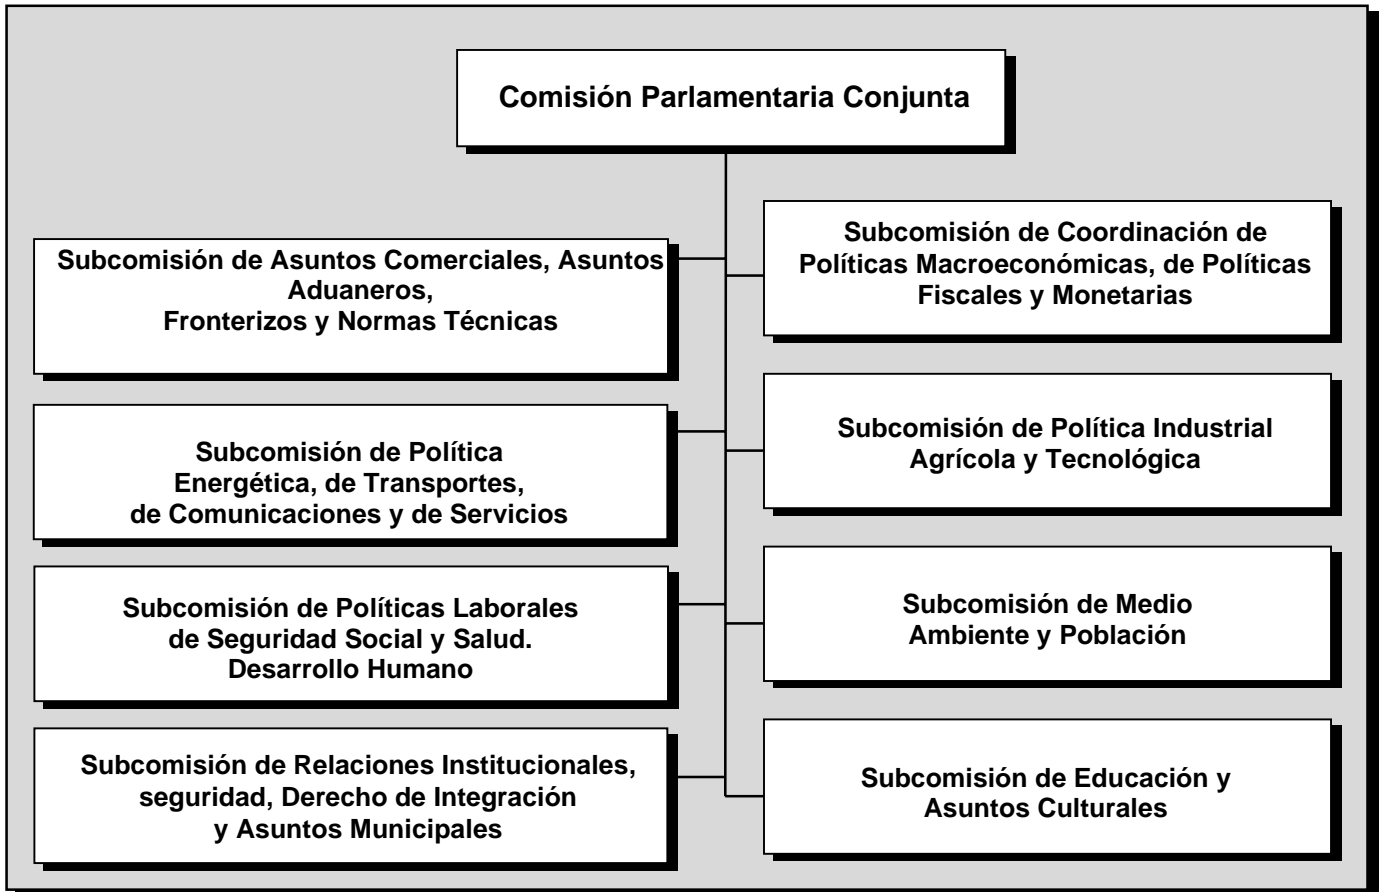 Comisión Parlamentaria Conjunta
Subcomisión de Asuntos Comerciales, Asuntos
Aduaneros,
Fronterizos y Normas Técnicas
Subcomisión de Coordinación de
Políticas Macroeconómicas, de Políticas
Fiscales y Monetarias
Subcomisión de Política
Energética, de Transportes,
de Comunicaciones y de Servicios
Subcomisión de Política Industrial
Agrícola y Tecnológica
Subcomisión de Políticas Laborales
de Seguridad Social y Salud.
Desarrollo Humano
Subcomisión de Medio
Ambiente y Población
Subcomisión de Relaciones Institucionales,
seguridad, Derecho de Integración
y Asuntos Municipales
Subcomisión de Educación y
Asuntos Culturales